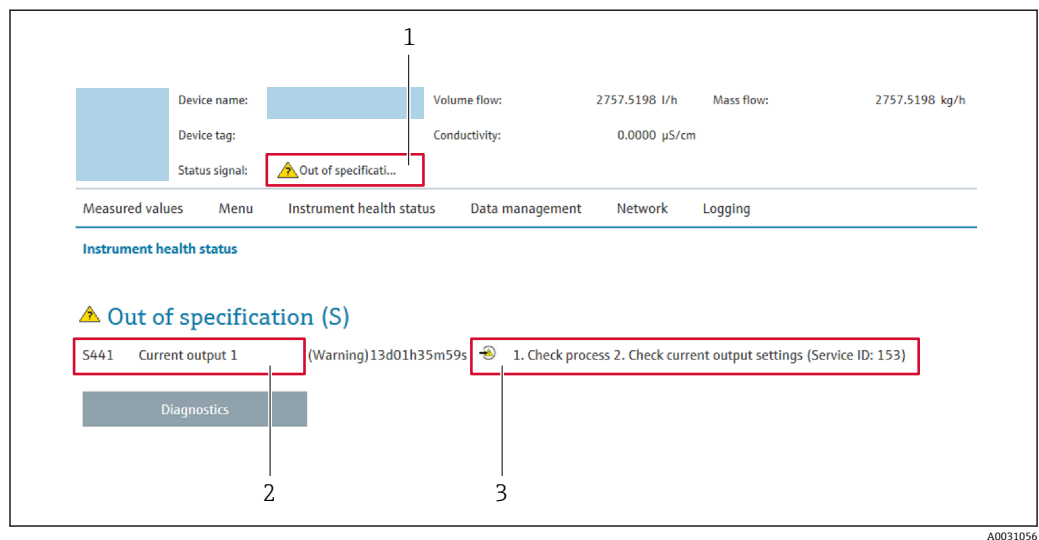 1
Device name: Volume flow: 2757.5198 l/h Mass flow: 2757.5198 kg/h
Device tag: Conductivity: 0.0000 µS/cm
Status signal: Out of specificati...
Measured values Menu Instrument health status Data management Network Logging
Instrument health status
Out of specification (S)
S441 Current output 1 (Warning)13d01h35m59s 1. Check process 2. Check current output settings (Service ID: 153)
Diagnostics
2 3
A0031056